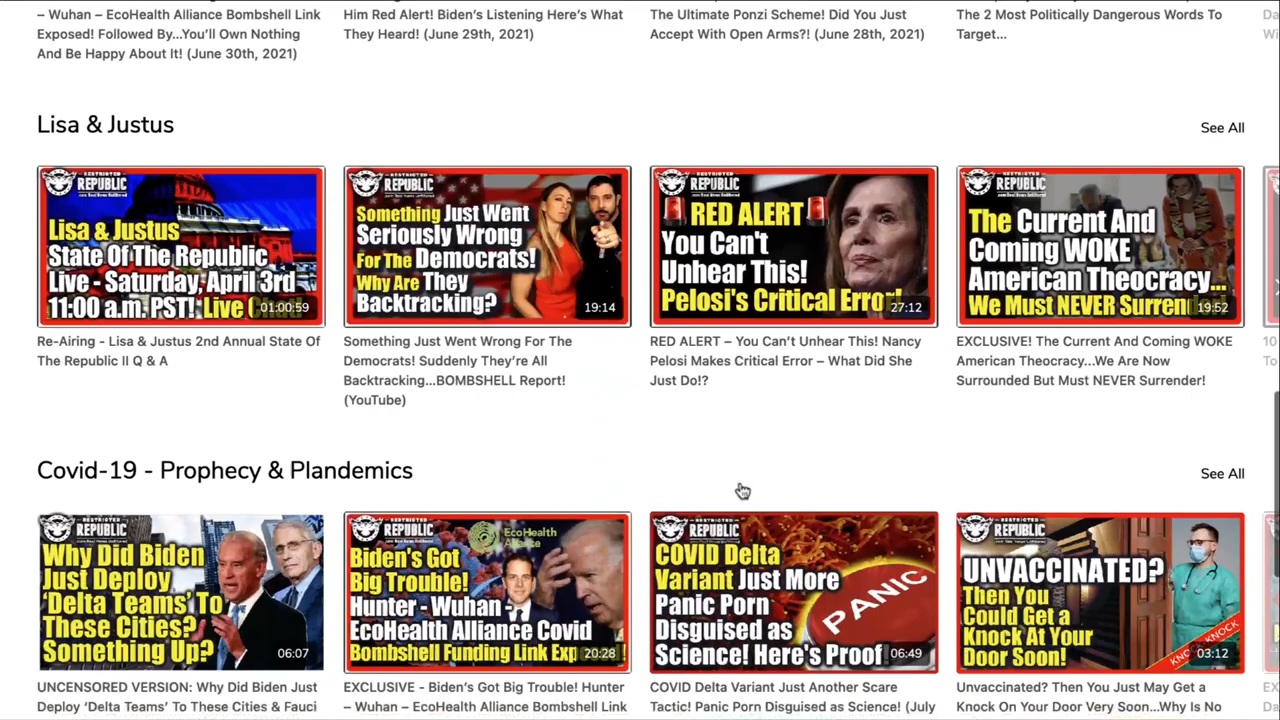 – Wuhan – EcoHealth Alliance Bombshell Link
Exposed! Followed By...You'll Own Nothing
And Be Happy About It! (June 30th, 2021)
Him Red Alert! Biden's Listening Here's What
They Heard! (June 29th, 2021)
The Ultimate Ponzi Scheme! Did You Just
Accept With Open Arms?! (June 28th, 2021)
The 2 Most Politically Dangerous Words To
Target...
Lisa & Justus
See All
RESTRICTED
REPUBLIC
Lisa & Justus
State Of The Republic
Live - Saturday, April 3rd
11:00 a.m. PST! Live
01:00:59
Re-Airing - Lisa & Justus 2nd Annual State Of
The Republic II Q & A
RESTRICTED
REPUBLIC
Something Just Went
Seriously Wrong
For The Democrats!
Why Are They
Backtracking?
19:14
Something Just Went Wrong For The
Democrats! Suddenly They're All
Backtracking...BOMBSHELL Report!
(YouTube)
RESTRICTED
REPUBLIC
RED ALERT
You Can't
Unhear This!
Pelosi's Critical Error!
27:12
RED ALERT – You Can't Unhear This! Nancy
Pelosi Makes Critical Error – What Did She
Just Do!?
RESTRICTED
REPUBLIC
The Current And
Coming WOKE
American Theocracy...
We Must NEVER Surren
19:52
EXCLUSIVE! The Current And Coming WOKE
American Theocracy...We Are Now
Surrounded But Must NEVER Surrender!
10
To
Covid-19 - Prophecy & Plandemics
See All
RESTRICTED
REPUBLIC
Why Did Biden
Just Deploy
'Delta Teams' To
These Cities?
Something Up?
06:07
UNCENSORED VERSION: Why Did Biden Just
Deploy 'Delta Teams' To These Cities & Fauci
RESTRICTED
REPUBLIC
EcoHealth
Alliance
Biden's Got
Big Trouble!
Hunter - Wuhan -
EcoHealth Alliance Covid
Bombshell Funding Link Exp
20:28
EXCLUSIVE - Biden's Got Big Trouble! Hunter
– Wuhan – EcoHealth Alliance Bombshell Link
RESTRICTED
REPUBLIC
COVID Delta
Variant Just More
Panic Porn
Disguised as
Science! Here's Proof
PANIC
06:49
COVID Delta Variant Just Another Scare
Tactic! Panic Porn Disguised as Science! (July
RESTRICTED
REPUBLIC
UNVACCINATED?
Then You
Could Get a
Knock At Your
Door Soon!
KNOCK KNOCK
03:12
Unvaccinated? Then You Just May Get a
Knock On Your Door Very Soon...Why Is No
EX